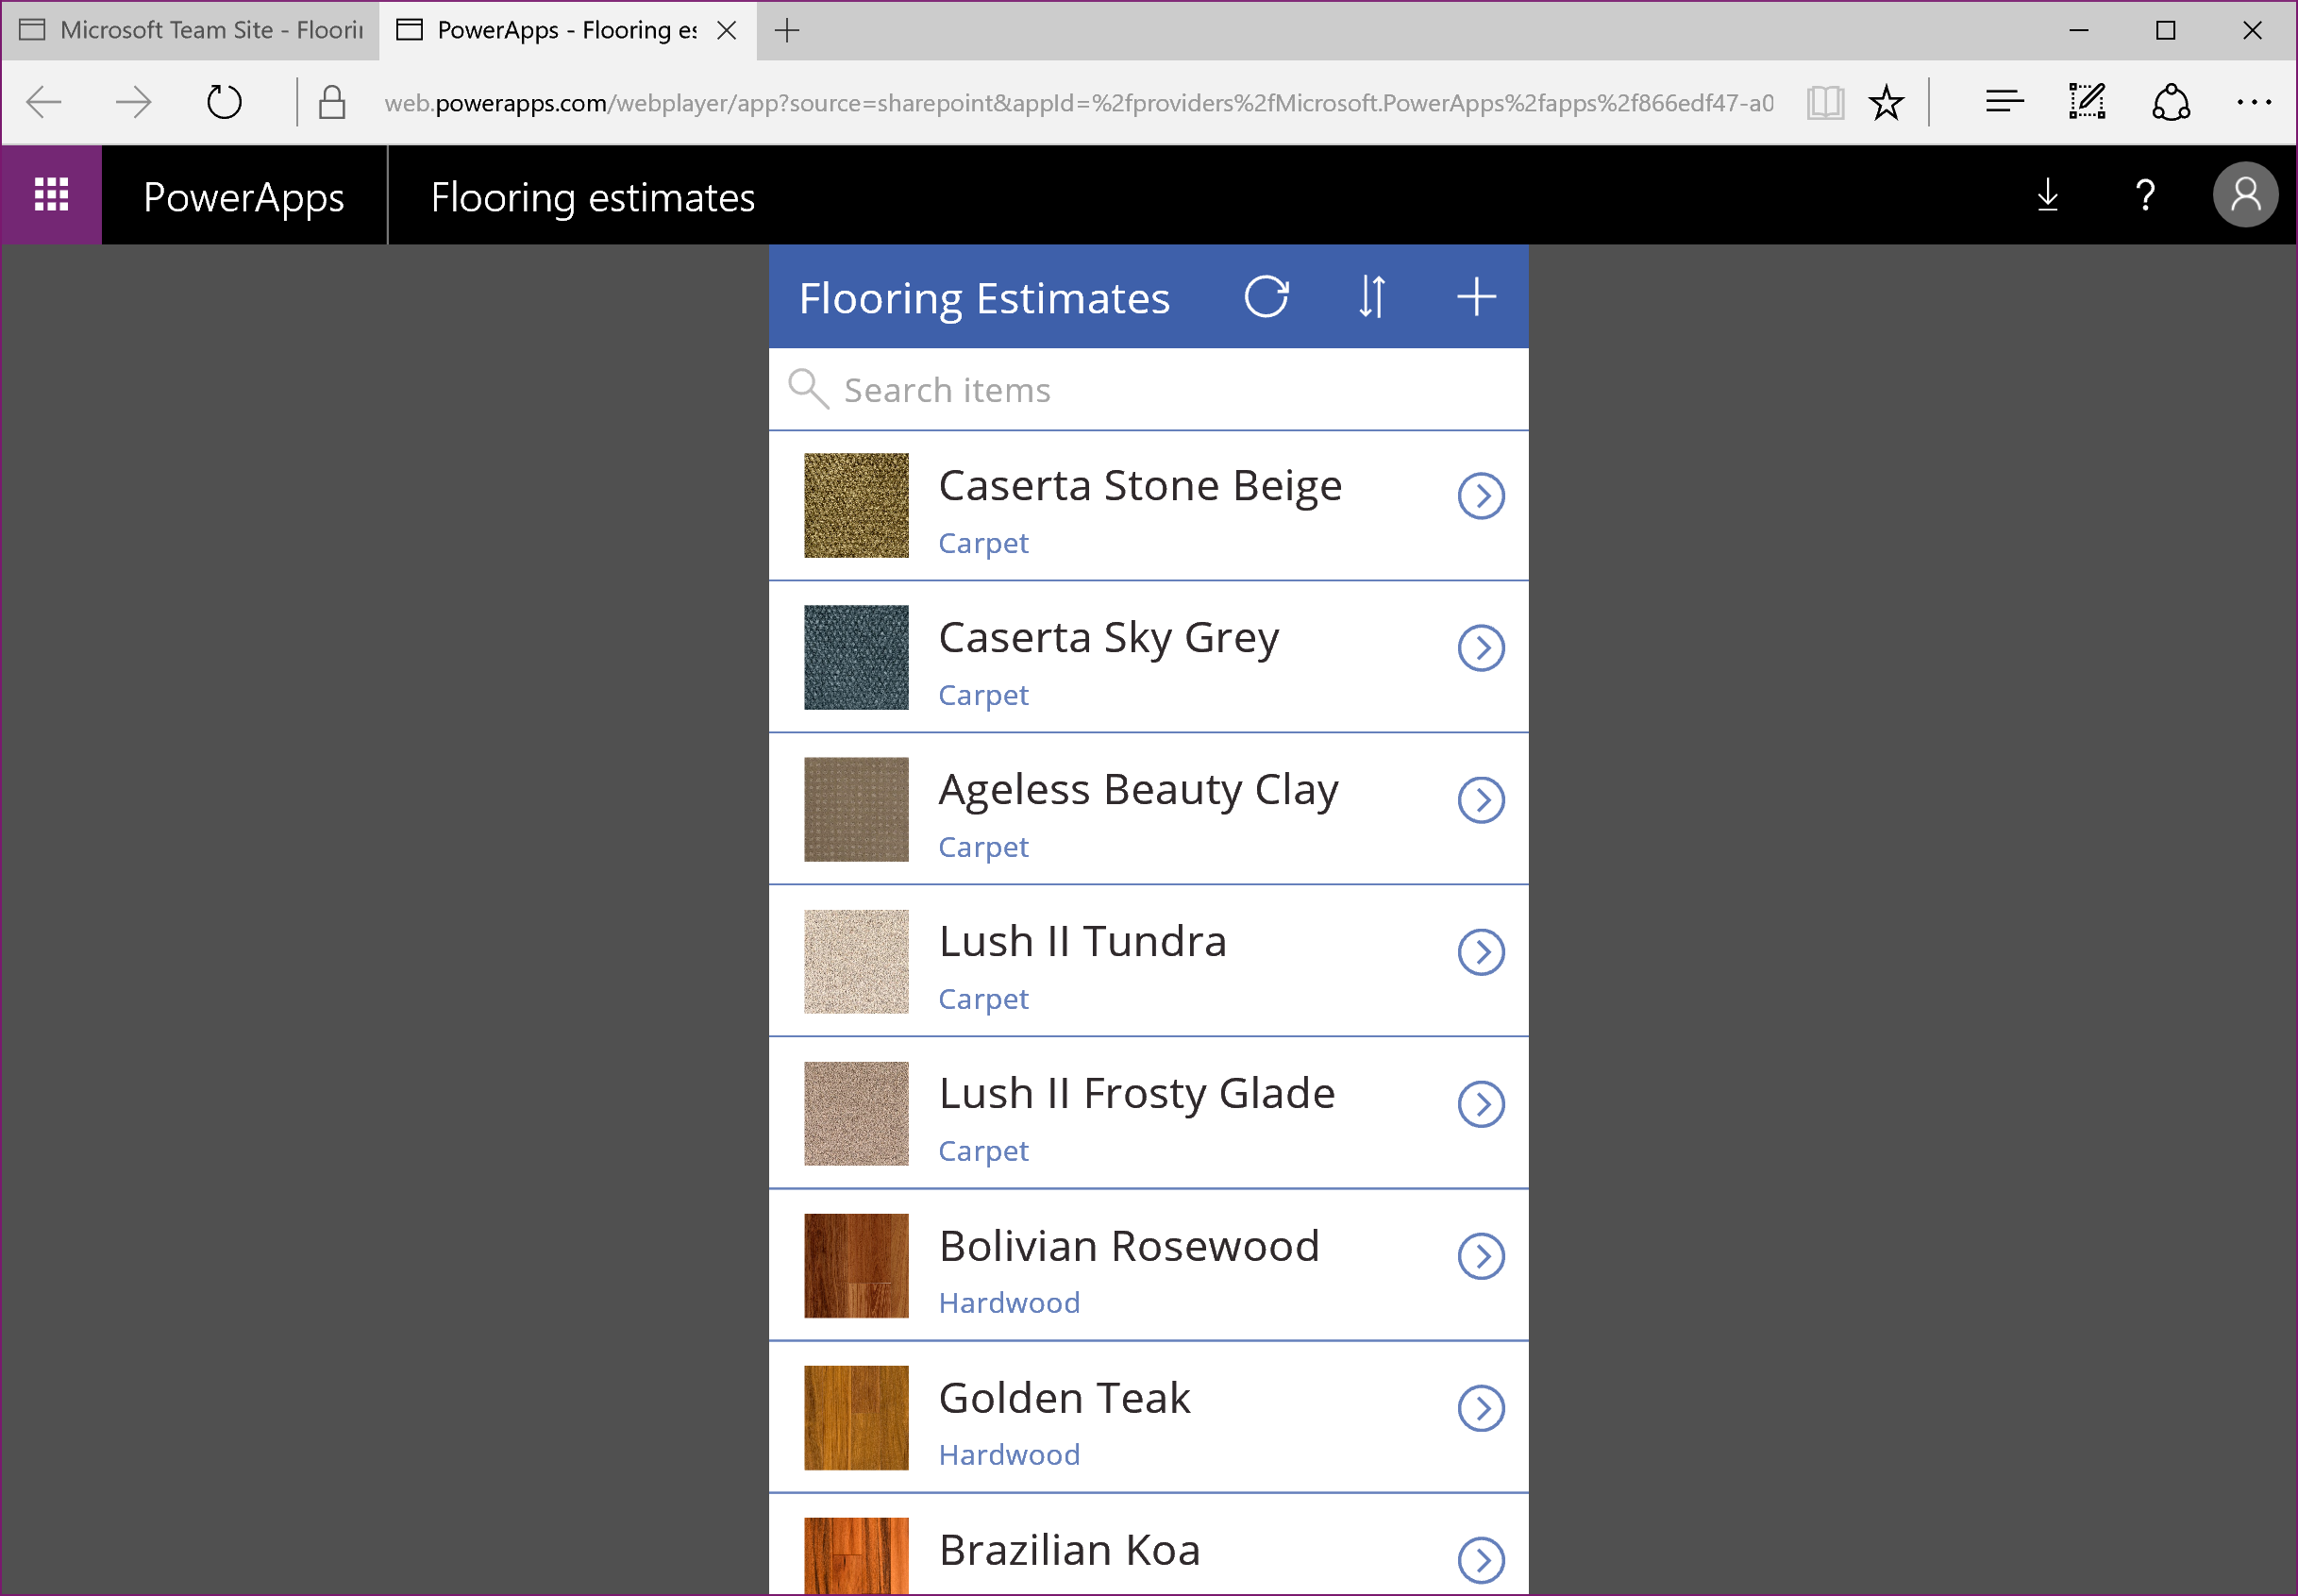 Microsoft Team Site - Floorin
PowerApps - Flooring es
web.powerapps.com/webplayer/app?source=sharepoint&appId=%2fproviders%2fMicrosoft.PowerApps%2fapps%2f866edf47-a0
PowerApps
Flooring estimates
?
Flooring Estimates
Search items
Caserta Stone Beige
Carpet
Caserta Sky Grey
Carpet
Ageless Beauty Clay
Carpet
Lush II Tundra
Carpet
Lush II Frosty Glade
Carpet
Bolivian Rosewood
Hardwood
Golden Teak
Hardwood
Brazilian Koa